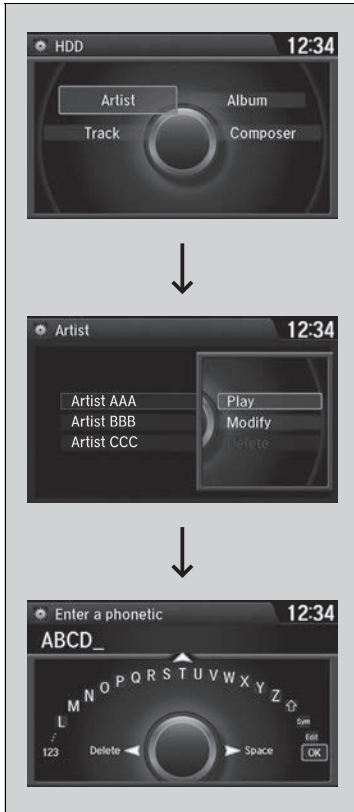 HDD 12:34
Artist Album
Track Composer
Artist 12:34
Artist AAA Play
Artist BBB Modify
Artist CCC Delete
Enter a phonetic 12:34
ABCD_
L M N O P Q R S T U V W X Y Z
Sym
Edit
123 Delete Space OK